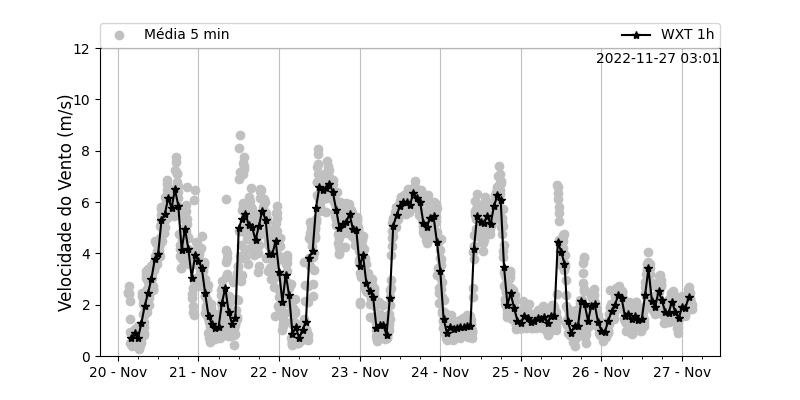 Média 5 min
WXT 1h
2022-11-27 03:01
Velocidade do Vento (m/s)
12
10
8
6
4
2
0
20 - Nov
21 - Nov
22 - Nov
23 - Nov
24 - Nov
25 - Nov
26 - Nov
27 - Nov